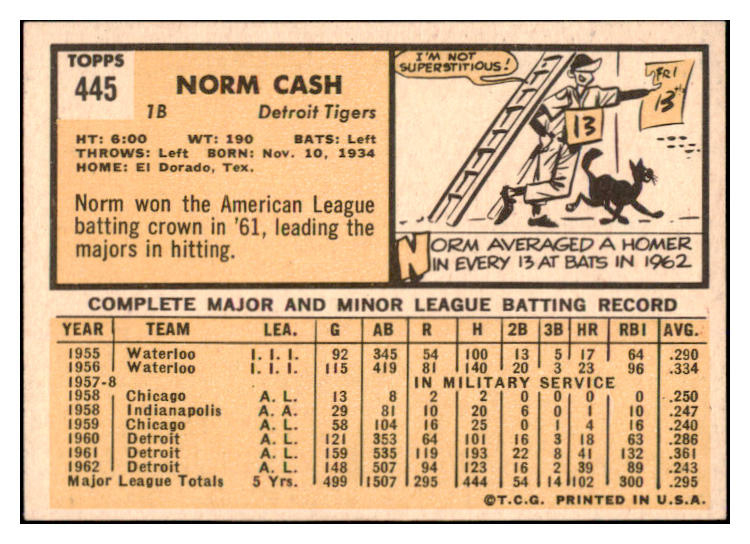 TOPPS
445
NORM CASH
1B Detroit Tigers
HT: 6:00 WT: 190 BATS: Left
THROWS: Left BORN: Nov. 10, 1934
HOME: El Dorado, Tex.
Norm won the American League
batting crown in '61, leading the
majors in hitting.
I'M NOT
SUPERSTITIOUS!
FRI
13th
13
NORM AVERAGED A HOMER
IN EVERY 13 AT BATS IN 1962
COMPLETE MAJOR AND MINOR LEAGUE BATTING RECORD
YEAR TEAM LEA. G AB R H 2B 3B HR RBI AVG.
1955 Waterloo I. I. I. 92 345 54 100 13 5 17 64 .290
1956 Waterloo I. I. I. 115 419 81 140 20 3 23 96 .334
1957-8 IN MILITARY SERVICE
1958 Chicago A. L. 13 8 2 2 0 0 0 0 .250
1958 Indianapolis A. A. 29 81 10 20 6 0 1 10 .247
1959 Chicago A. L. 58 104 16 25 0 1 4 16 .240
1960 Detroit A. L. 121 353 64 101 16 3 18 63 .286
1961 Detroit A. L. 159 535 119 193 22 8 41 132 .361
1962 Detroit A. L. 148 507 94 123 16 2 39 89 .243
Major League Totals 5 Yrs. 499 1507 295 444 54 14 102 300 .295
©T.C.G. PRINTED IN U.S.A.